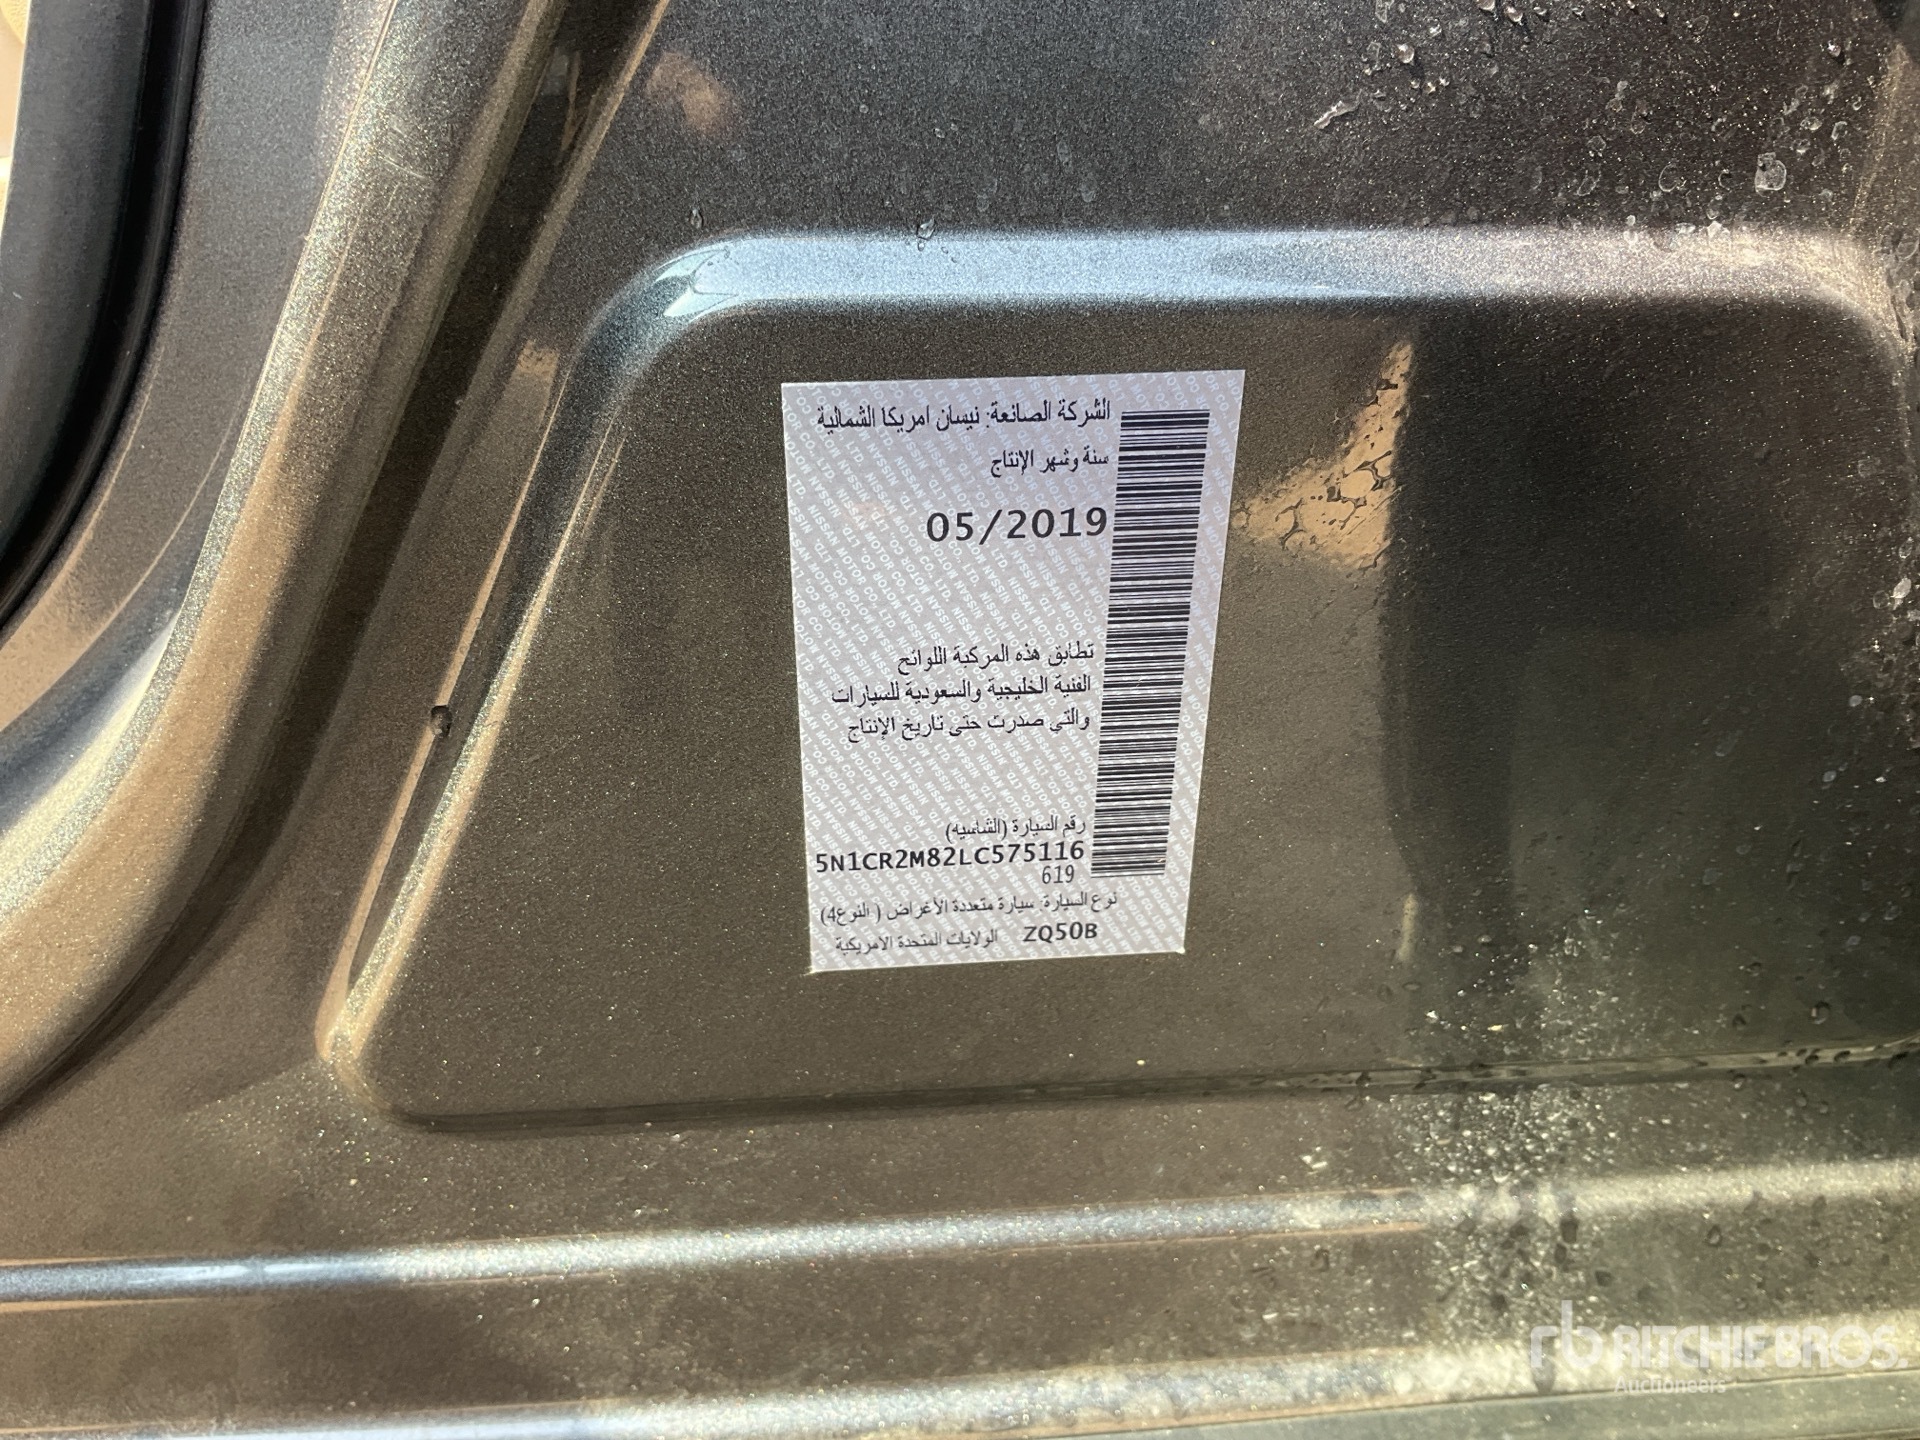 الشركة الصانعة: نيسان امريكا الشمالية
سنة وشهر الإنتاج
05/2019
تطابق هذه المركبة اللوائح
الفنية الخليجية والسعودية للسيارات
والتي صدرت حتى تاريخ الإنتاج
رقم السيارة (الشاسيه)
5N1CR2M82LC575116
619
نوع السيارة: سيارة متعددة الأغراض ( النوع4)
ZQ50B الولايات المتحدة الامريكية
rb RITCHIE BROS.
Auctioneers